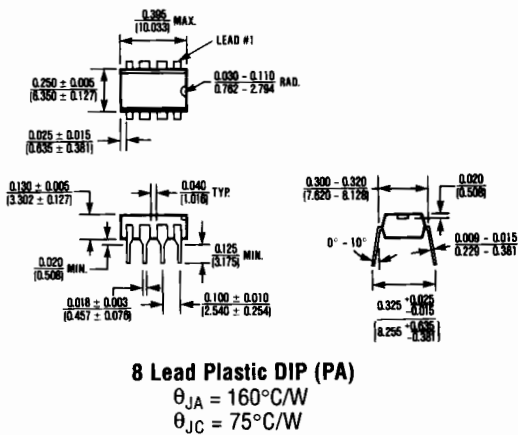 0.395
(10.033) MAX.
LEAD #1
0.250 ± 0.005
(6.350 ± 0.127)
0.030 - 0.110
0.762 - 2.794 RAD.
0.025 ± 0.015
(0.635 ± 0.381)
0.130 ± 0.005
(3.302 ± 0.127)
0.040
(1.016) TYP.
0.020
(0.508) MIN.
0.125
(3.175) MIN.
0.018 ± 0.003
(0.457 ± 0.076)
0.100 ± 0.010
(2.540 ± 0.254)
0.300 - 0.320
(7.620 - 8.128)
0.020
(0.508)
0° - 10°
0.009 - 0.015
0.229 - 0.381
0.325 +0.025
-0.015
(8.255 +0.635
-0.381)
8 Lead Plastic DIP (PA)
θJA = 160°C/W
θJC = 75°C/W